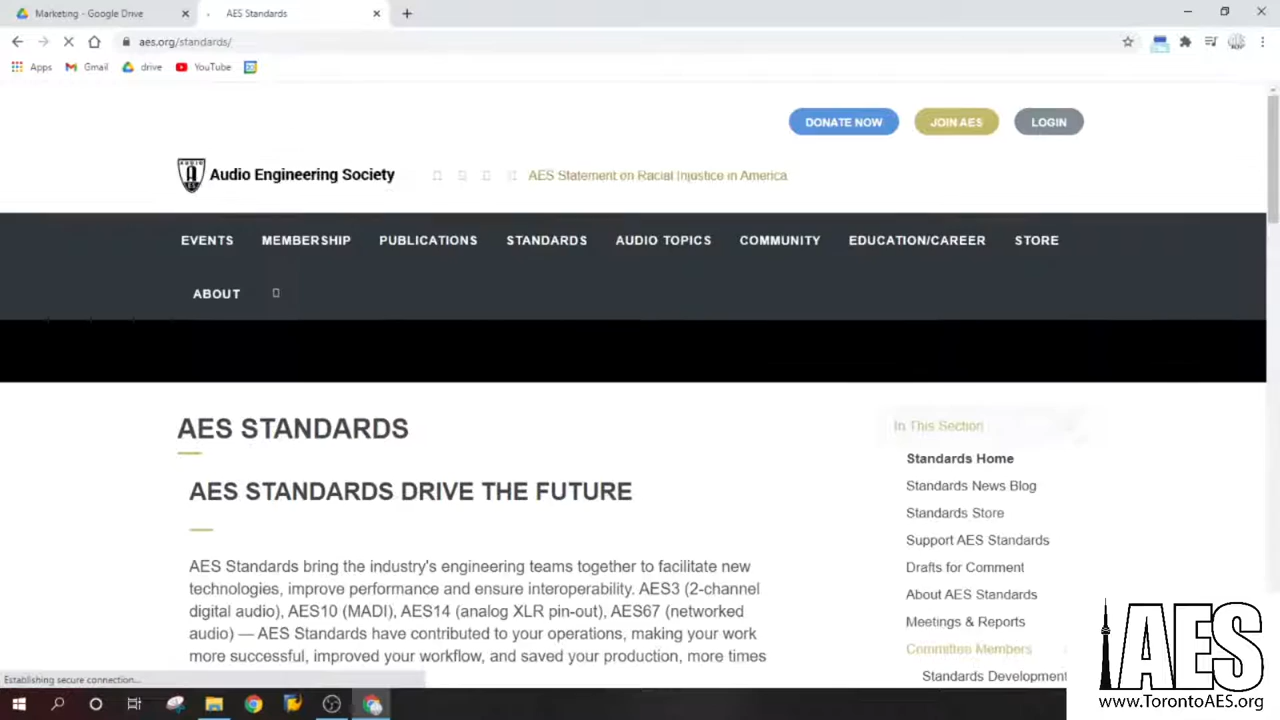 Marketing - Google Drive
AES Standards
aes.org/standards/
Apps
Gmail
drive
YouTube
DONATE NOW
JOIN AES
LOGIN
Audio Engineering Society
AES Statement on Racial Injustice in America
EVENTS
MEMBERSHIP
PUBLICATIONS
STANDARDS
AUDIO TOPICS
COMMUNITY
EDUCATION/CAREER
STORE
ABOUT
AES STANDARDS
AES STANDARDS DRIVE THE FUTURE
AES Standards bring the industry's engineering teams together to facilitate new
technologies, improve performance and ensure interoperability. AES3 (2-channel
digital audio), AES10 (MADI), AES14 (analog XLR pin-out), AES67 (networked
audio) — AES Standards have contributed to your operations, making your work
more successful, improved your workflow, and saved your production, more times
In This Section
Standards Home
Standards News Blog
Standards Store
Support AES Standards
Drafts for Comment
About AES Standards
Meetings & Reports
Committee Members
Standards Development
Establishing secure connection...
AES
www.TorontoAES.org